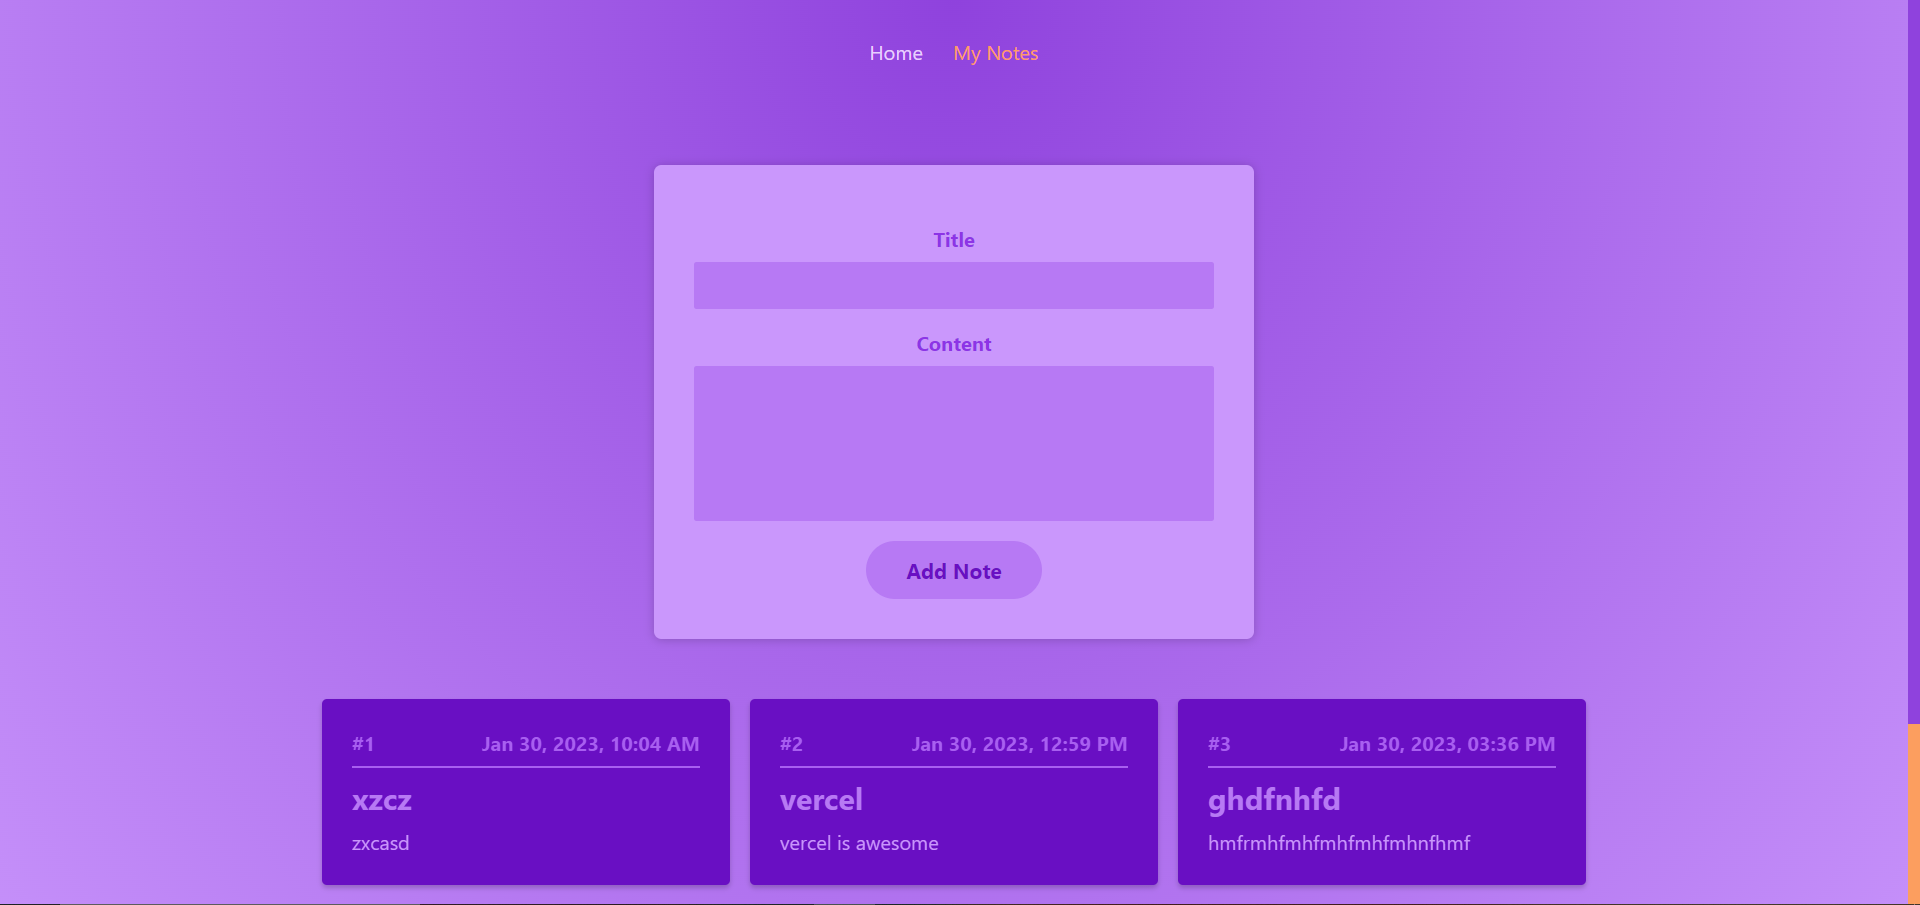 Home My Notes
Title
Content
Add Note
#1 Jan 30, 2023, 10:04 AM
xzcz
zxcasd
#2 Jan 30, 2023, 12:59 PM
vercel
vercel is awesome
#3 Jan 30, 2023, 03:36 PM
ghdfnhfd
hmfrmhfmhfmhfmhfmhnfhmf